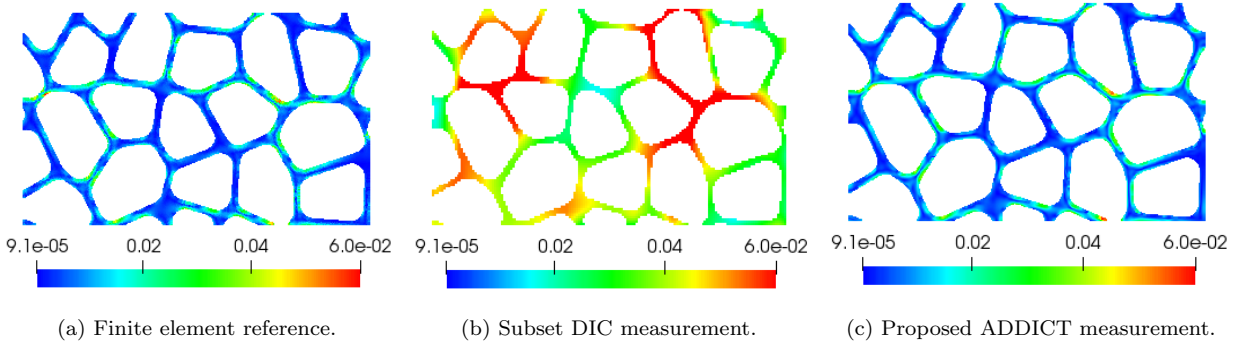 9.1e-05 0.02 0.04 6.0e-02
9.1e-05 0.02 0.04 6.0e-02
9.1e-05 0.02 0.04 6.0e-02
(a) Finite element reference.
(b) Subset DIC measurement.
(c) Proposed ADDICT measurement.